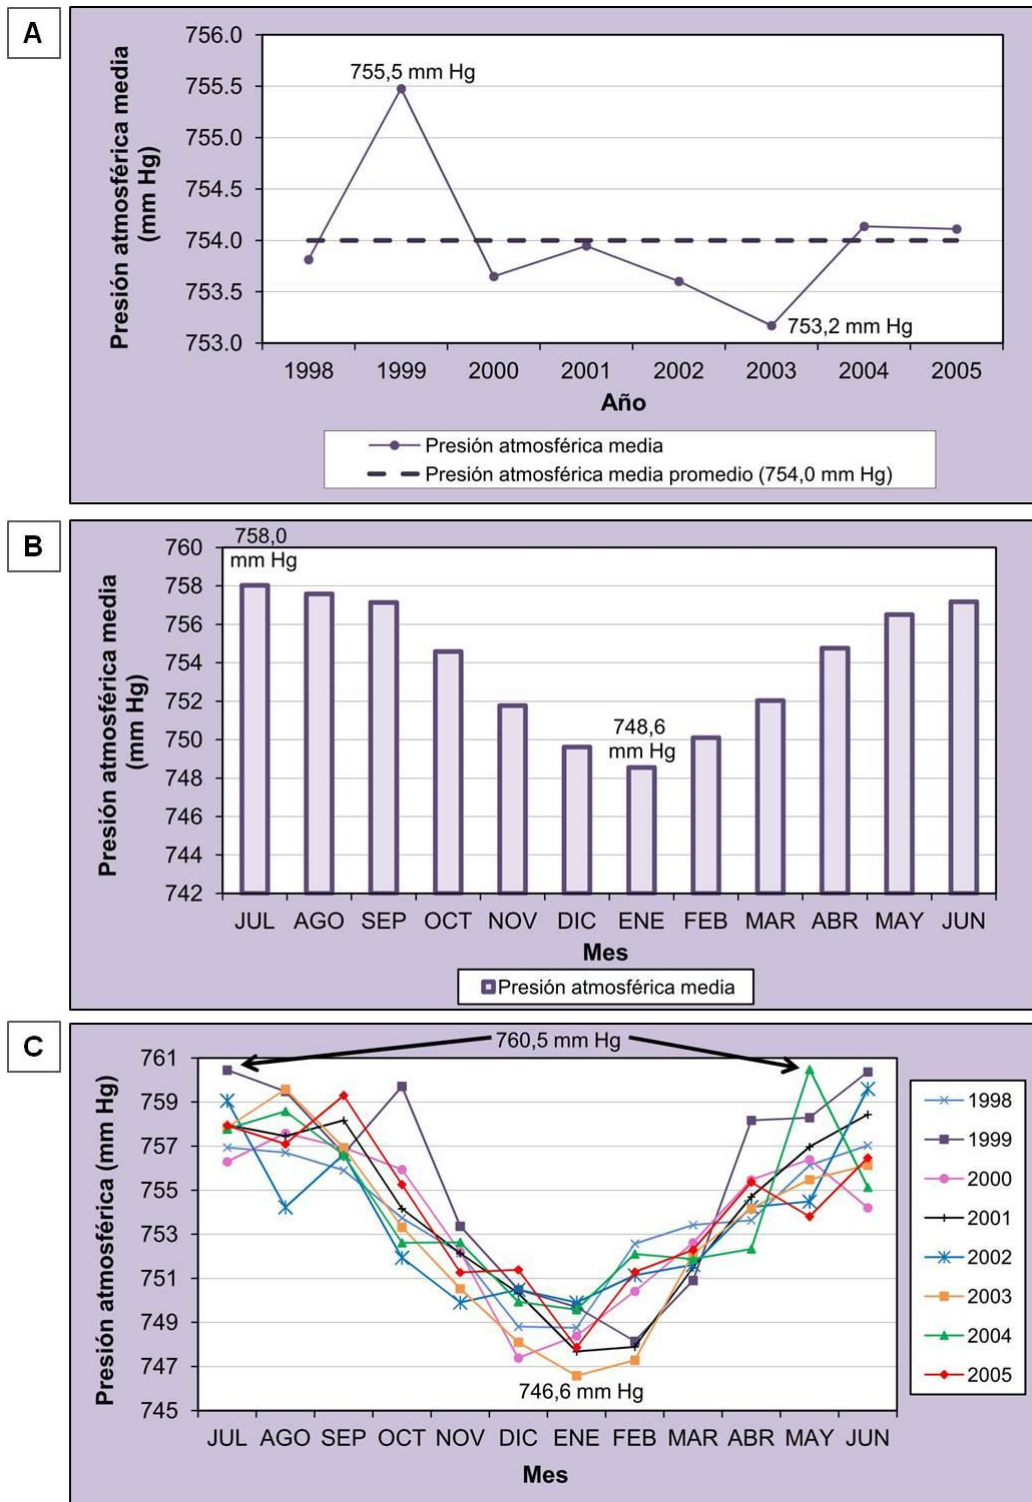 A
Presión atmosférica media
(mm Hg)
756.0
755.5
755.0
754.5
754.0
753.5
753.0
755,5 mm Hg
753,2 mm Hg
1998 1999 2000 2001 2002 2003 2004 2005
Año
Presión atmosférica media
Presión atmosférica media promedio (754,0 mm Hg)
B
Presión atmosférica media
(mm Hg)
760
758
756
754
752
750
748
746
744
742
758,0
mm Hg
748,6
mm Hg
JUL AGO SEP OCT NOV DIC ENE FEB MAR ABR MAY JUN
Mes
Presión atmosférica media
C
Presión atmosférica (mm Hg)
761
759
757
755
753
751
749
747
745
760,5 mm Hg
746,6 mm Hg
JUL AGO SEP OCT NOV DIC ENE FEB MAR ABR MAY JUN
Mes
1998
1999
2000
2001
2002
2003
2004
2005